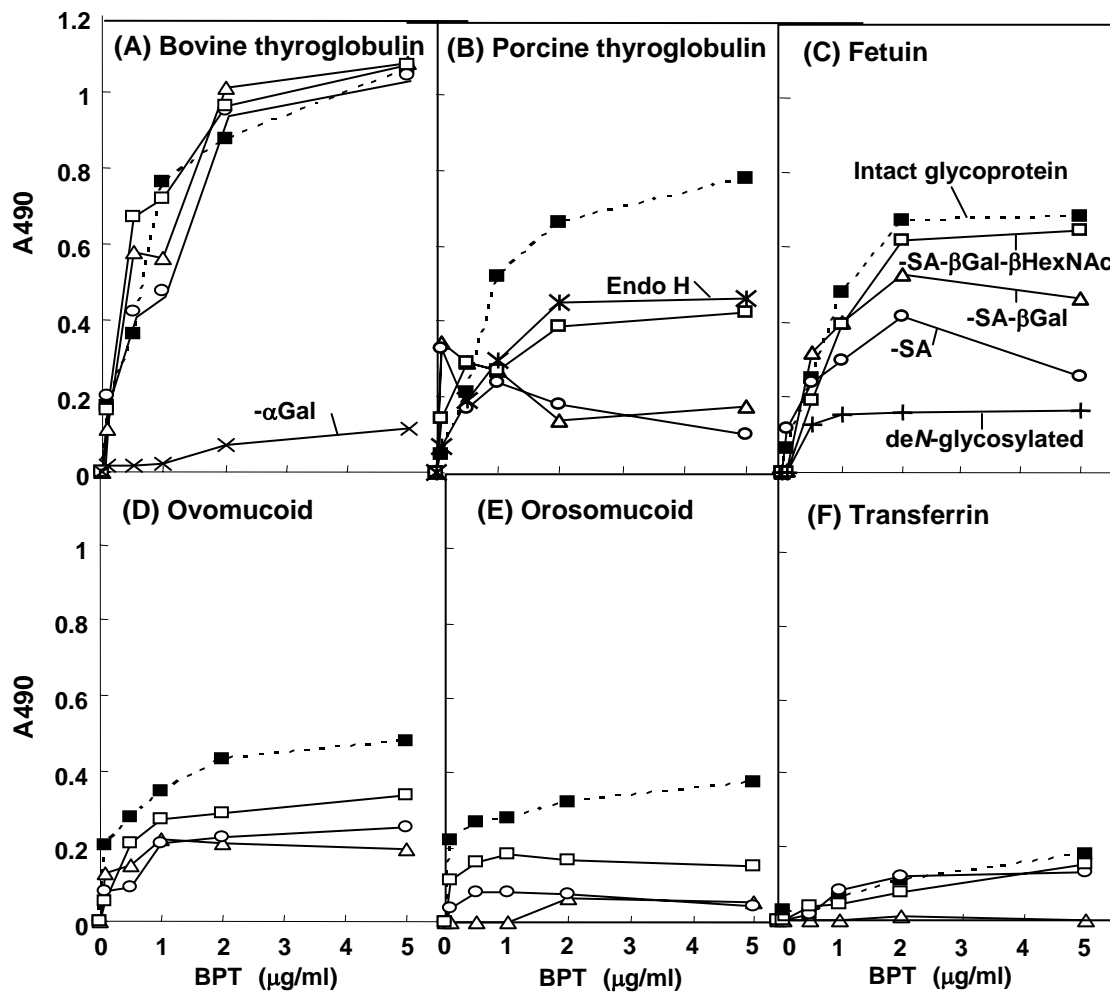 1.2
(A) Bovine thyroglobulin
(B) Porcine thyroglobulin
(C) Fetuin
1
0.8
0.6
0.4
0.2
0
A490
Intact glycoprotein
-SA-βGal-βHexNAc
-SA-βGal
-SA
deN-glycosylated
Endo H
-αGal
(D) Ovomucoid
(E) Orosomucoid
(F) Transferrin
1
0.8
0.6
0.4
0.2
0
A490
0 1 2 3 4 5
0 1 2 3 4 5
0 1 2 3 4 5
BPT (μg/ml)
BPT (μg/ml)
BPT (μg/ml)